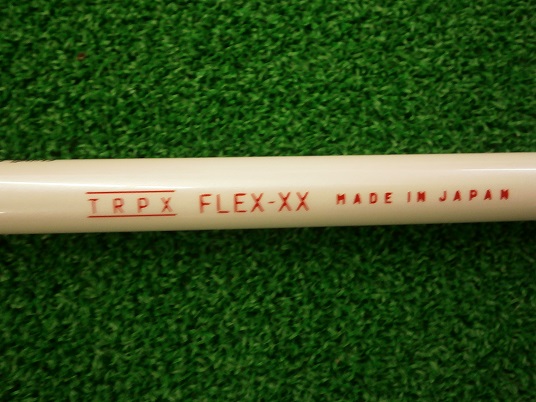 TRPX FLEX-XX MADE IN JAPAN